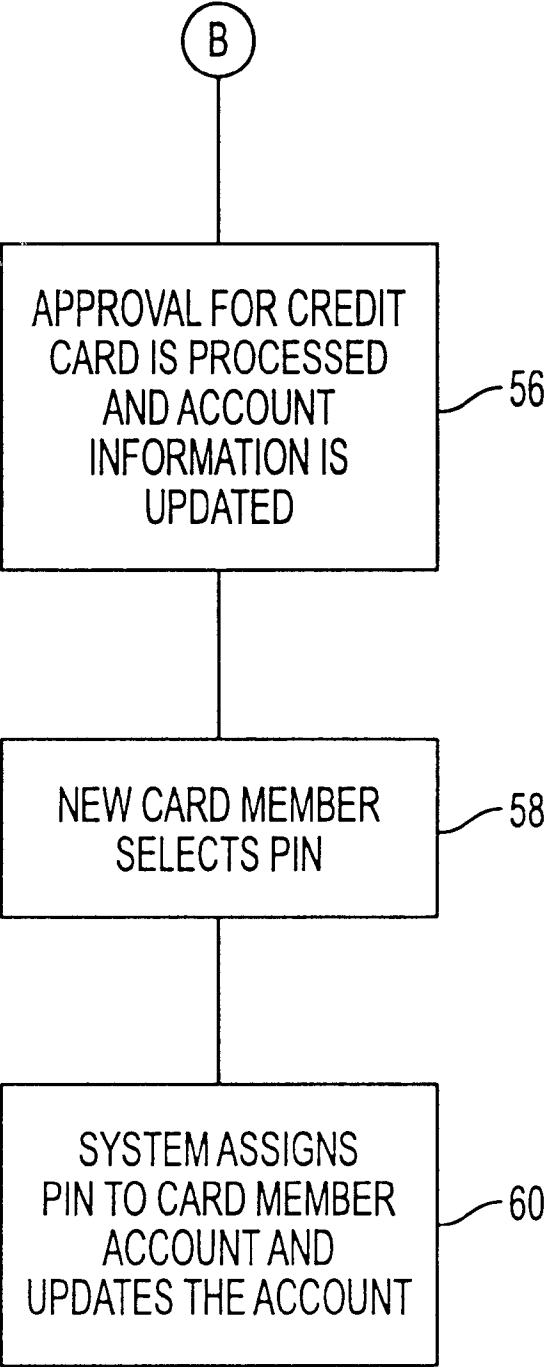 B
APPROVAL FOR CREDIT
CARD IS PROCESSED
AND ACCOUNT
INFORMATION IS
UPDATED
56
NEW CARD MEMBER
SELECTS PIN
58
SYSTEM ASSIGNS
PIN TO CARD MEMBER
ACCOUNT AND
UPDATES THE ACCOUNT
60